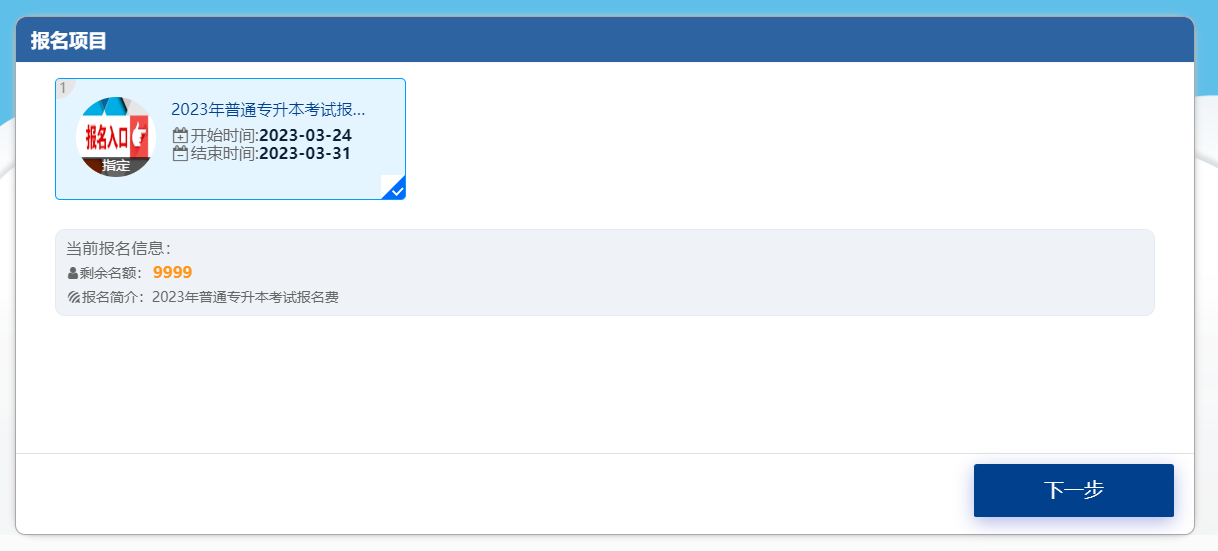 报名项目
1
2023年普通专升本考试报...
报名入口
指定
开始时间:2023-03-24
结束时间:2023-03-31
当前报名信息：
剩余名额： 9999
报名简介：2023年普通专升本考试报名费
下一步